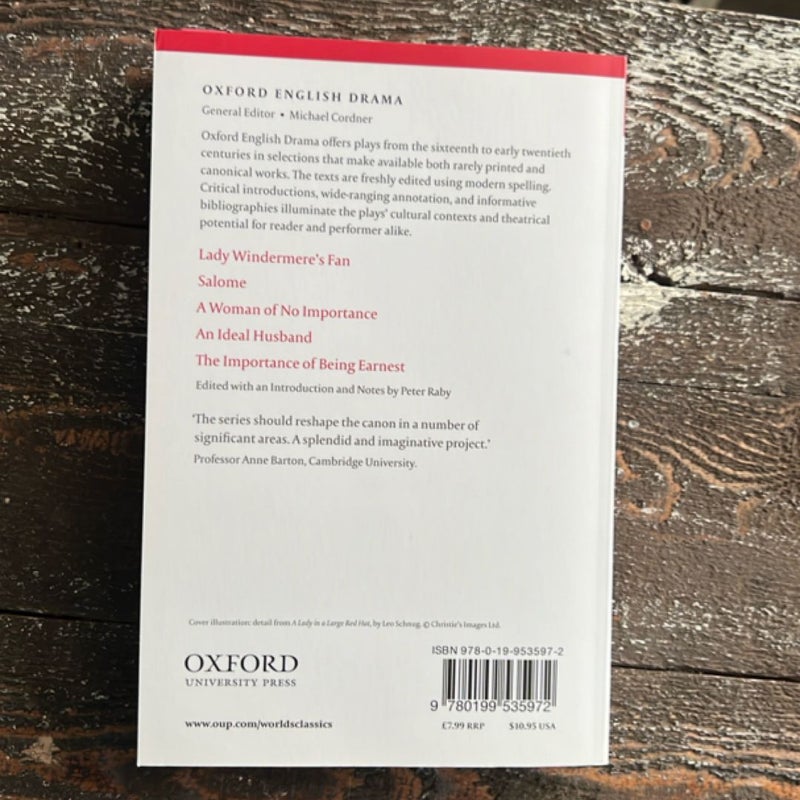 OXFORD ENGLISH DRAMA
General Editor • Michael Cordner
Oxford English Drama offers plays from the sixteenth to early twentieth
centuries in selections that make available both rarely printed and
canonical works. The texts are freshly edited using modern spelling.
Critical introductions, wide-ranging annotation, and informative
bibliographies illuminate the plays' cultural contexts and theatrical
potential for reader and performer alike.
Lady Windermere's Fan
Salome
A Woman of No Importance
An Ideal Husband
The Importance of Being Earnest
Edited with an Introduction and Notes by Peter Raby
'The series should reshape the canon in a number of
significant areas. A splendid and imaginative project.'
Professor Anne Barton, Cambridge University.
Cover illustration: detail from A Lady in a Large Red Hat, by Leo Schnug, © Christie's Images Ltd.
ISBN 978-0-19-953597-2
OXFORD
UNIVERSITY PRESS
9 780199 535972
www.oup.com/worldsclassics
£7.99 RRP $10.95 USA